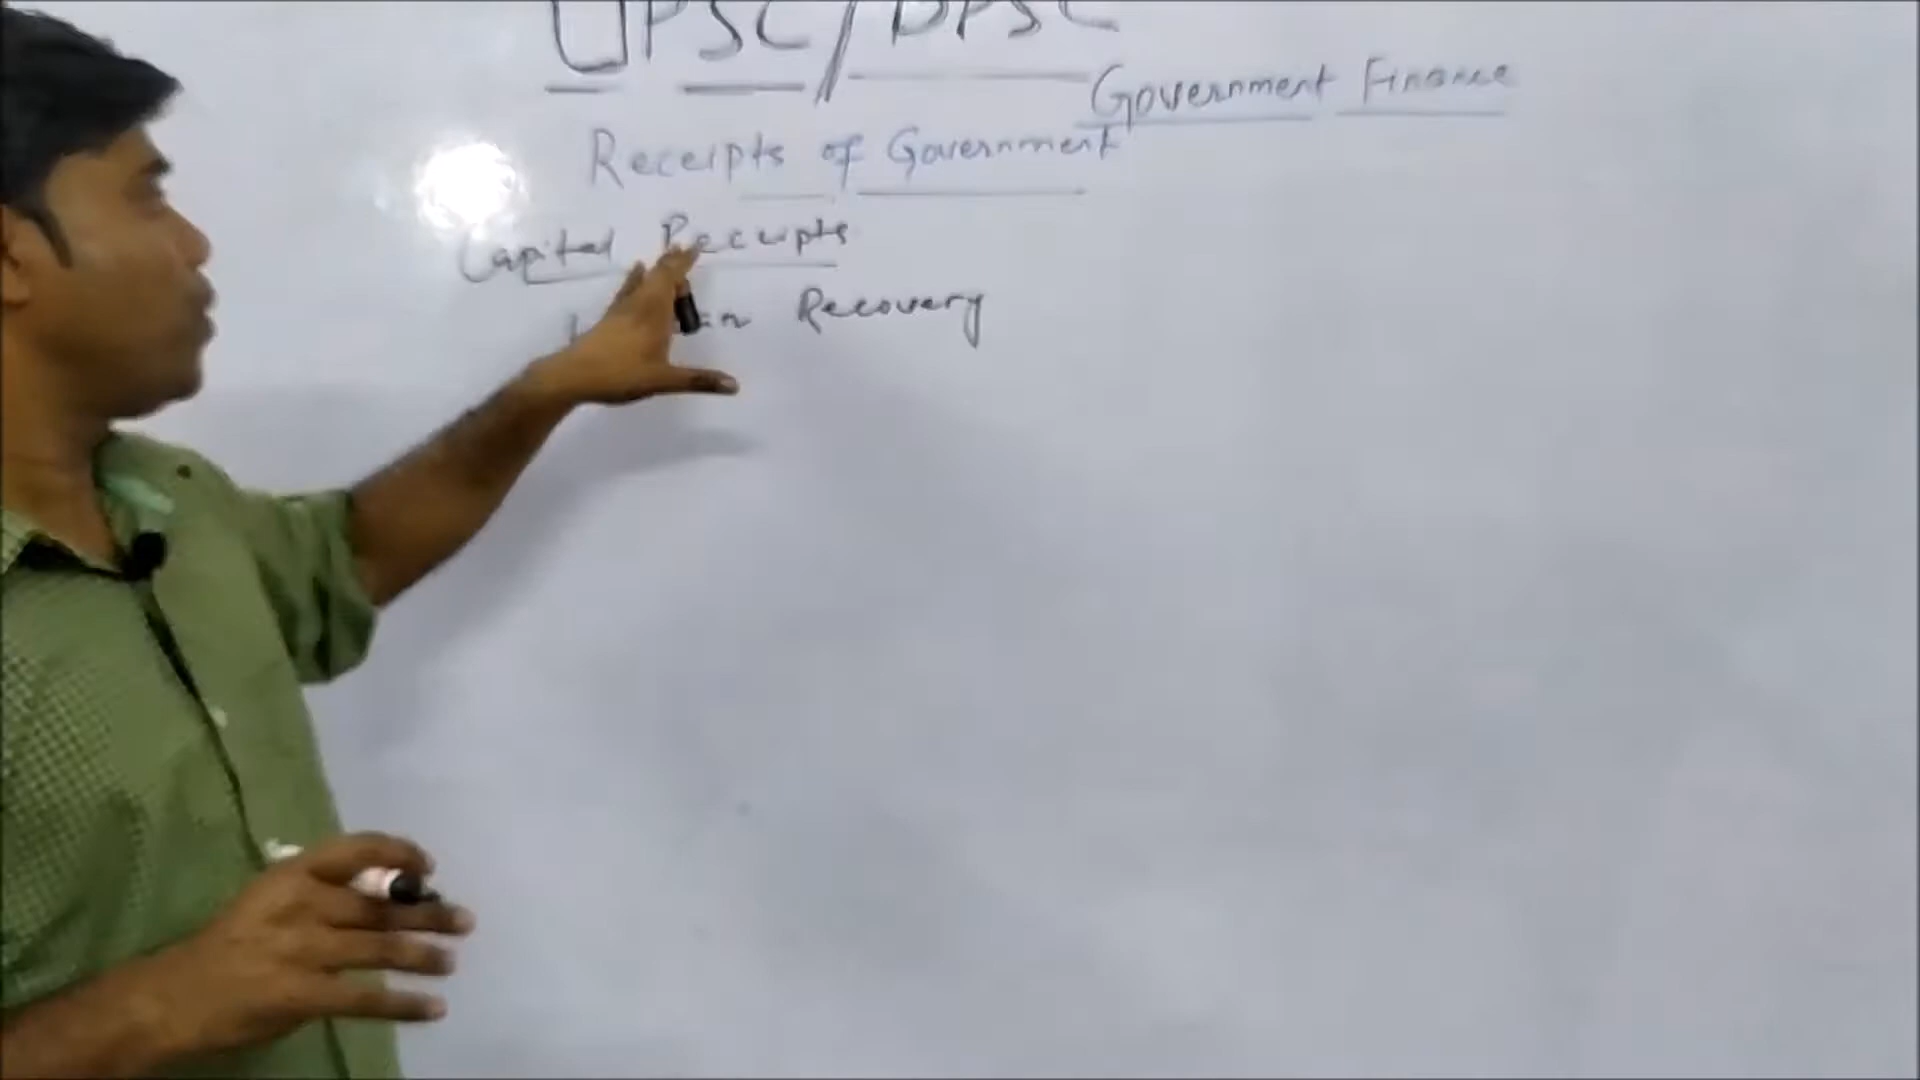 UPSC/BPSC
Government Finance
Receipts of Government
Capital Receipts
Recovery